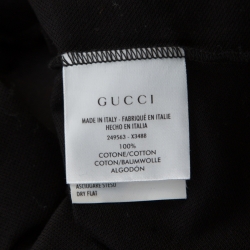 GUCCI
MADE IN ITALY - FABRIQUÉ EN ITALIE
HECHO EN ITALIA
249563 - X3488
100%
COTONE/COTTON
COTON/BAUMWOLLE
ALGODÓN
ASCIUGARE STESO
DRY FLAT